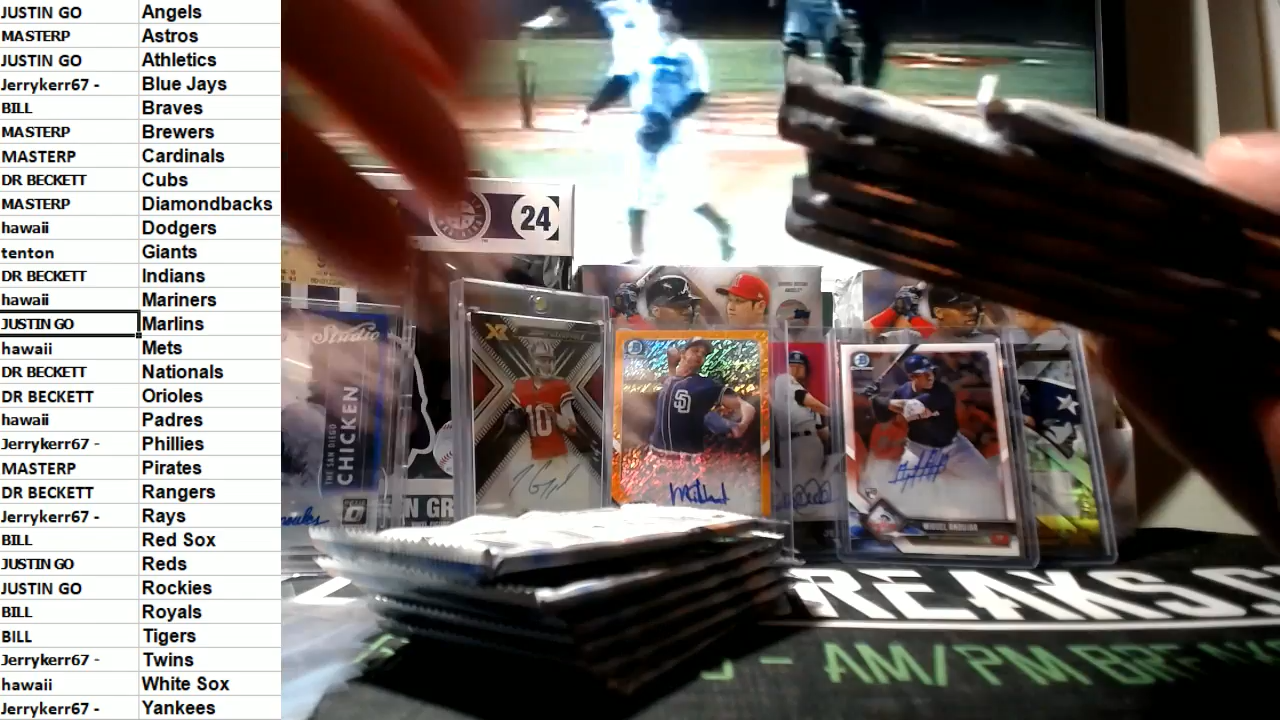 JUSTIN GO Angels
MASTERP Astros
JUSTIN GO Athletics
Jerrykerr67 - Blue Jays
BILL Braves
MASTERP Brewers
MASTERP Cardinals
DR BECKETT Cubs
MASTERP Diamondbacks
hawaii Dodgers
tenton Giants
DR BECKETT Indians
hawaii Mariners
JUSTIN GO Marlins
hawaii Mets
DR BECKETT Nationals
DR BECKETT Orioles
hawaii Padres
Jerrykerr67 - Phillies
MASTERP Pirates
DR BECKETT Rangers
Jerrykerr67 - Rays
BILL Red Sox
JUSTIN GO Reds
JUSTIN GO Rockies
BILL Royals
BILL Tigers
Jerrykerr67 - Twins
hawaii White Sox
Jerrykerr67 - Yankees
24
Studio
THE SAN DIEGO
CHICKEN
XR
10
SD
MIGUEL ANDUJAR
REAKS.C
- AM/PM BREAKS